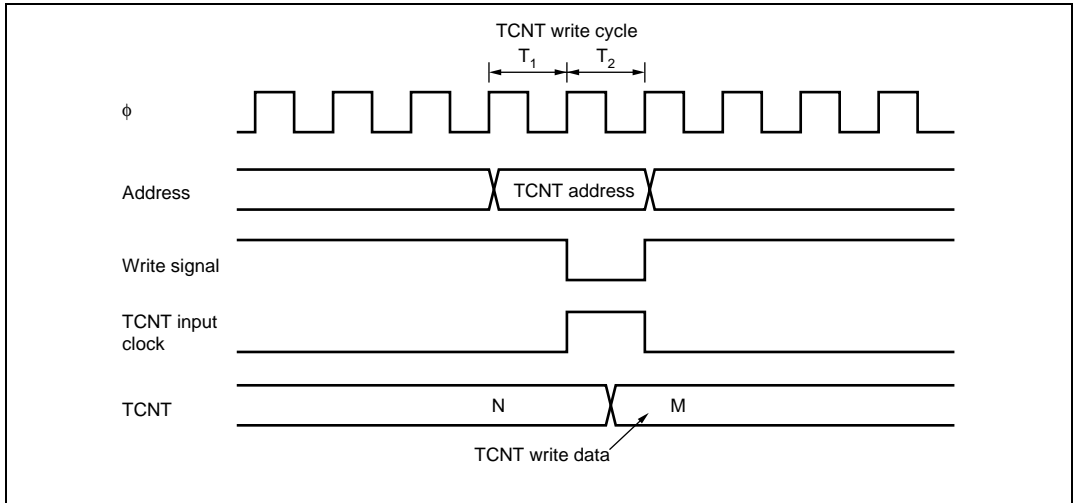 TCNT write cycle
T₁ T₂
ϕ
Address
TCNT address
Write signal
TCNT input
clock
TCNT
N
M
TCNT write data